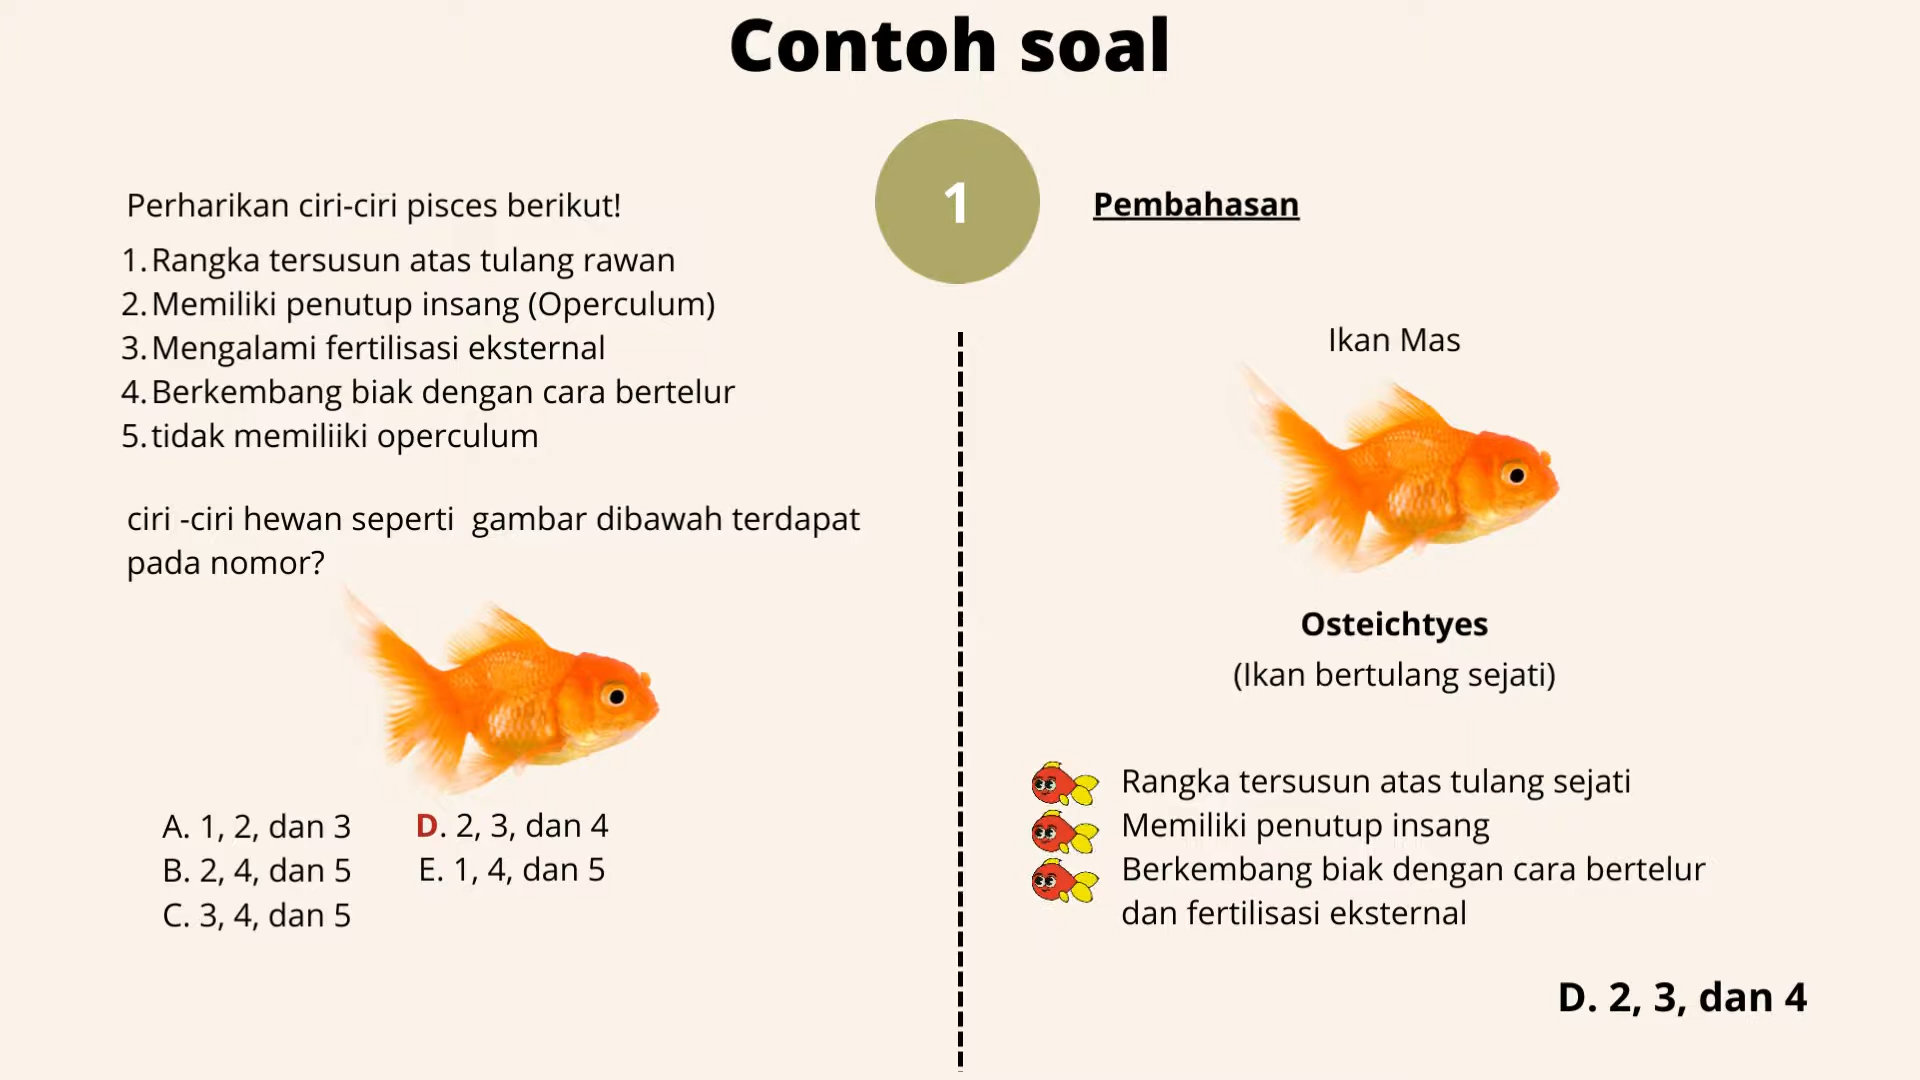 Contoh soal
1
Perharikan ciri-ciri pisces berikut!
1. Rangka tersusun atas tulang rawan
2. Memiliki penutup insang (Operculum)
3. Mengalami fertilisasi eksternal
4. Berkembang biak dengan cara bertelur
5. tidak memiliiki operculum
ciri -ciri hewan seperti  gambar dibawah terdapat
pada nomor?
A. 1, 2, dan 3
B. 2, 4, dan 5
C. 3, 4, dan 5
D. 2, 3, dan 4
E. 1, 4, dan 5
Pembahasan
Ikan Mas
Osteichtyes
(Ikan bertulang sejati)
Rangka tersusun atas tulang sejati
Memiliki penutup insang
Berkembang biak dengan cara bertelur
dan fertilisasi eksternal
D. 2, 3, dan 4